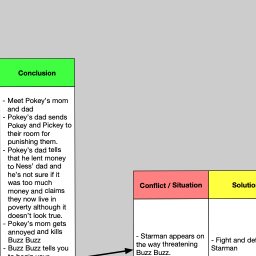 Conclusion
- Meet Pokey's mom
and dad
- Pokey's dad sends
Pokey and Pickey to
their room for
punishing them.
- Pokey's dad tells
that he lent money
to Ness' dad and
he's not sure if it
was too much
money and claims
they now live in
poverty although it
doesn't look true.
- Pokey's mom gets
annoyed and kills
Buzz Buzz
- Buzz Buzz tells you
Conflict / Situation
- Starman appears on
the way threatening
Buzz Buzz.
Solutio
- Fight and de
Starman